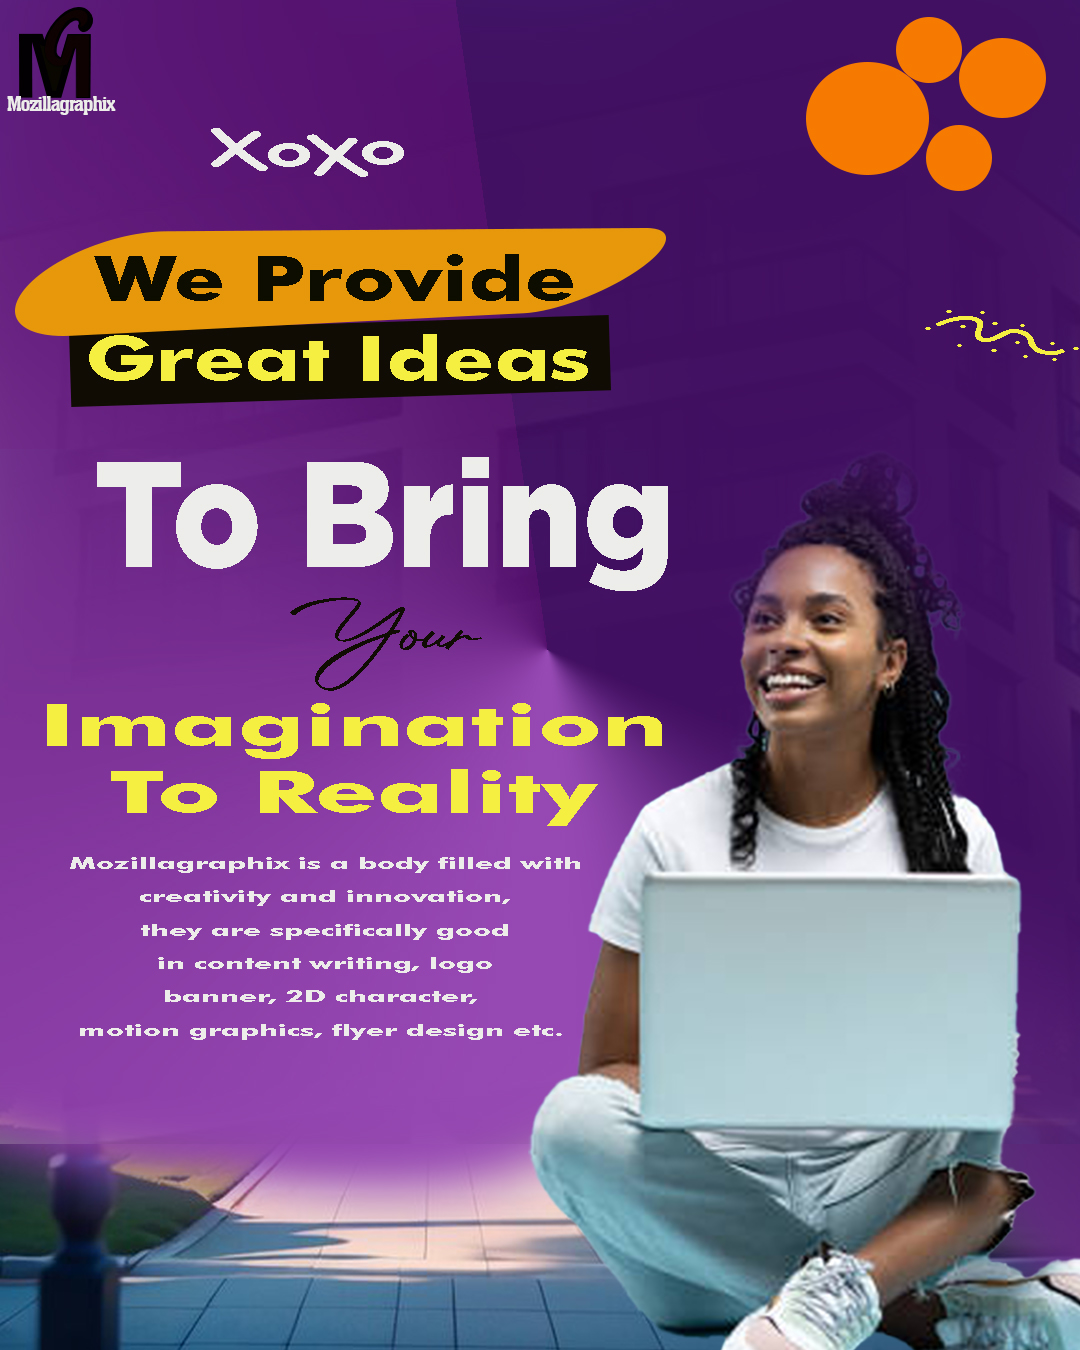 M
Mozillagraphix
XoXo
We Provide
Great Ideas
To Bring
Your
Imagination
To Reality
Mozillagraphix is a body filled with
creativity and innovation,
they are specifically good
in content writing, logo
banner, 2D character,
motion graphics, flyer design etc.